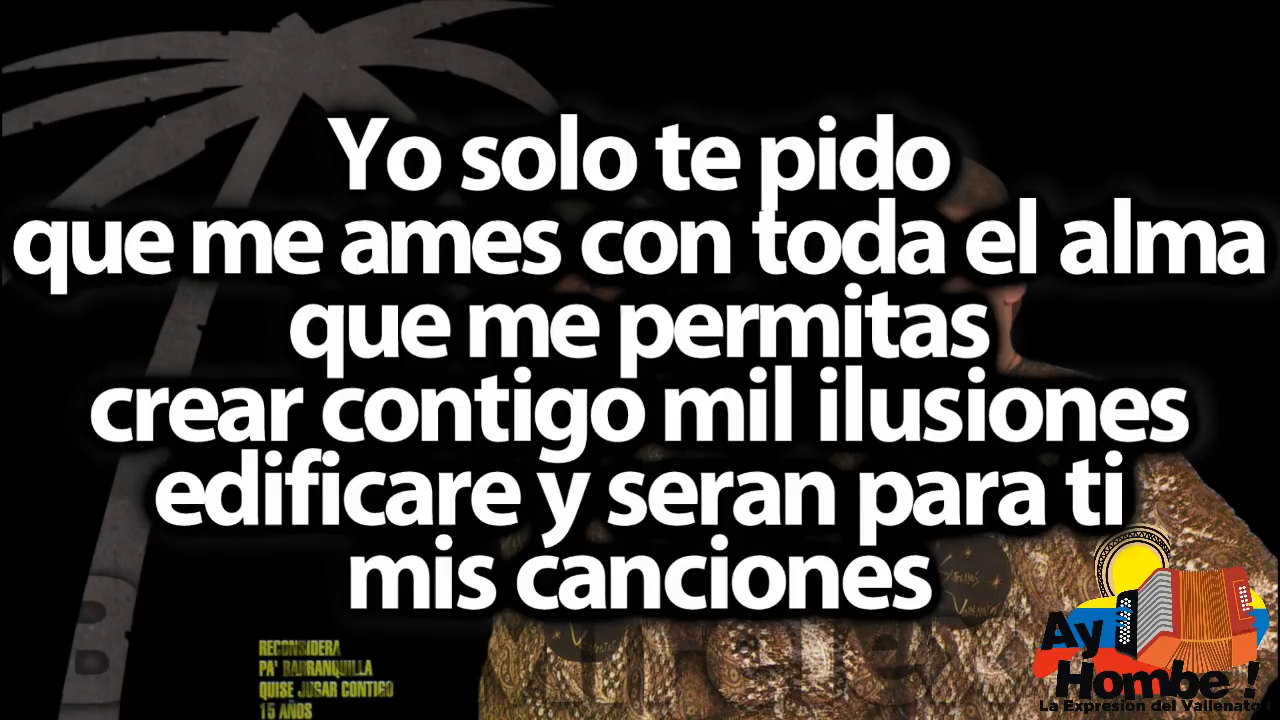 Yo solo te pido
que me ames con toda el alma
que me permitas
crear contigo mil ilusiones
edificare y seran para ti
mis canciones
RECONSIDERA
PA' BARRANQUILLA
QUISE JUGAR CONTIGO
15 AÑOS
Ay
Hombe !
La Expresion del Vallenato